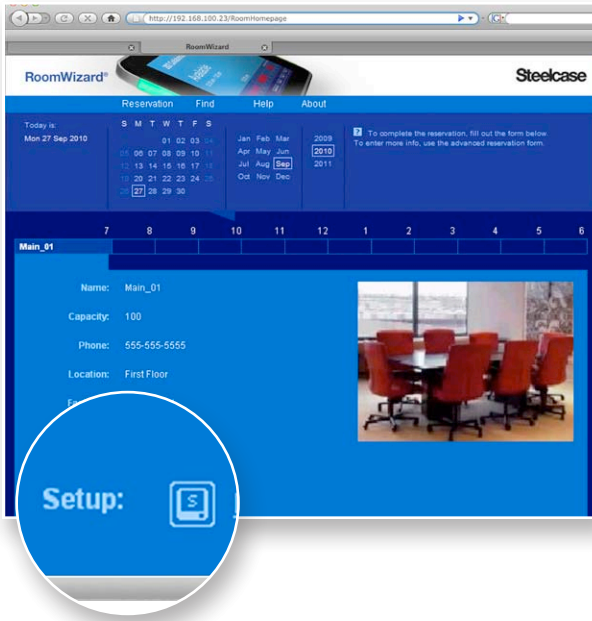 http://192.168.100.23/RoomHomepage
RoomWizard
RoomWizard®
Steelcase
Reservation Find Help About
Today is:
Mon 27 Sep 2010
S M T W T F S
01 02 03 04
05 06 07 08 09 10 11
12 13 14 15 16 17 18
19 20 21 22 23 24 25
26 27 28 29 30
Jan Feb Mar
Apr May Jun
Jul Aug Sep
Oct Nov Dec
2009
2010
2011
? To complete the reservation, fill out the form below.
To enter more info, use the advanced reservation form.
7 8 9 10 11 12 1 2 3 4 5 6
Main_01
Name: Main_01
Capacity: 100
Phone: 555-555-5555
Location: First Floor
Setup: S